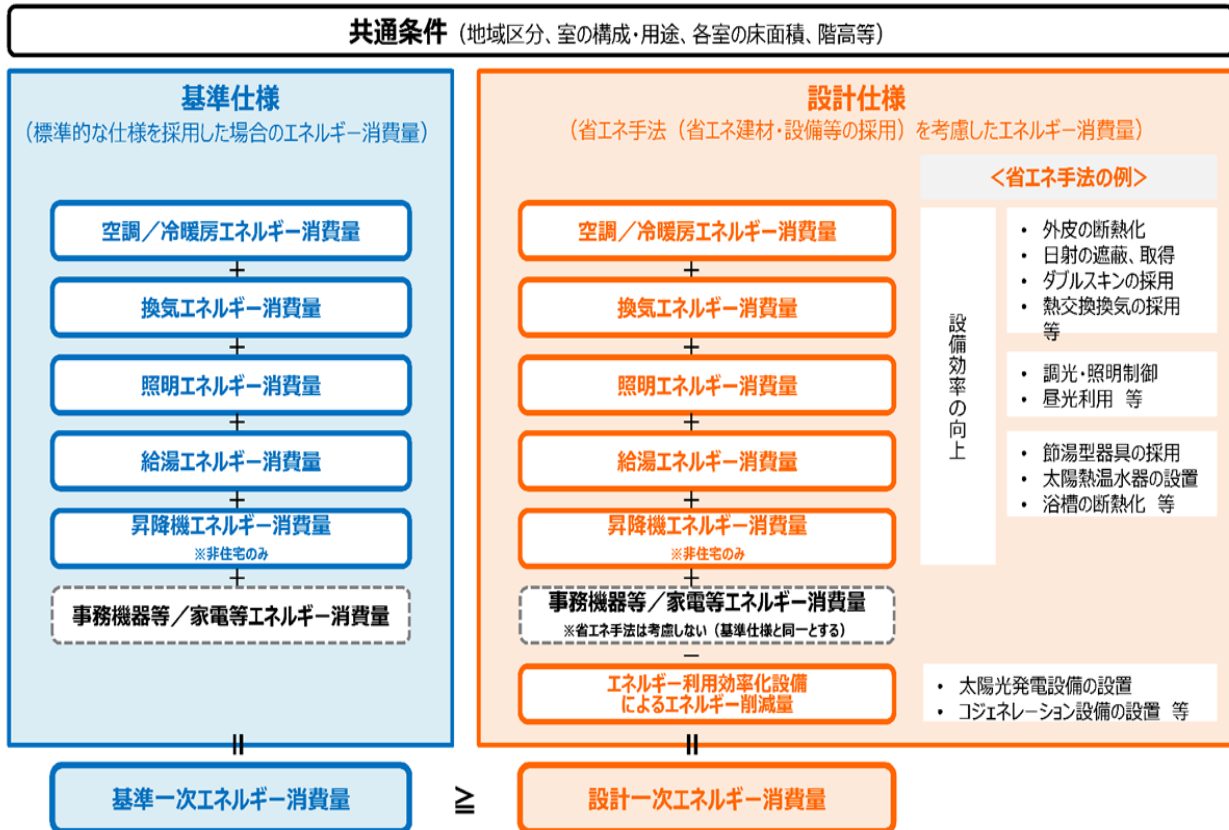 共通条件（地域区分、室の構成・用途、各室の床面積、階高等）
基準仕様
（標準的な仕様を採用した場合のエネルギー消費量）
空調／冷暖房エネルギー消費量
＋
換気エネルギー消費量
＋
照明エネルギー消費量
＋
給湯エネルギー消費量
＋
昇降機エネルギー消費量
※非住宅のみ
＋
事務機器等／家電等エネルギー消費量
＝
基準一次エネルギー消費量
≧
設計仕様
（省エネ手法（省エネ建材・設備等の採用）を考慮したエネルギー消費量）
空調／冷暖房エネルギー消費量
＋
換気エネルギー消費量
＋
照明エネルギー消費量
＋
給湯エネルギー消費量
＋
昇降機エネルギー消費量
※非住宅のみ
＋
事務機器等／家電等エネルギー消費量
※省エネ手法は考慮しない（基準仕様と同一とする）
－
エネルギー利用効率化設備
によるエネルギー削減量
＝
設計一次エネルギー消費量
＜省エネ手法の例＞
設備効率の向上
• 外皮の断熱化
• 日射の遮蔽、取得
• ダブルスキンの採用
• 熱交換換気の採用
等
• 調光・照明制御
• 昼光利用 等
• 節湯型器具の採用
• 太陽熱温水器の設置
• 浴槽の断熱化 等
• 太陽光発電設備の設置
• コジェネレーション設備の設置 等